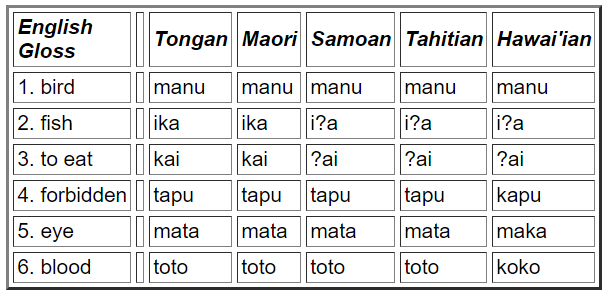 English Gloss Tongan Maori Samoan Tahitian Hawai'ian
1. bird manu manu manu manu manu
2. fish ika ika i?a i?a i?a
3. to eat kai kai ?ai ?ai ?ai
4. forbidden tapu tapu tapu tapu kapu
5. eye mata mata mata mata maka
6. blood toto toto toto toto koko